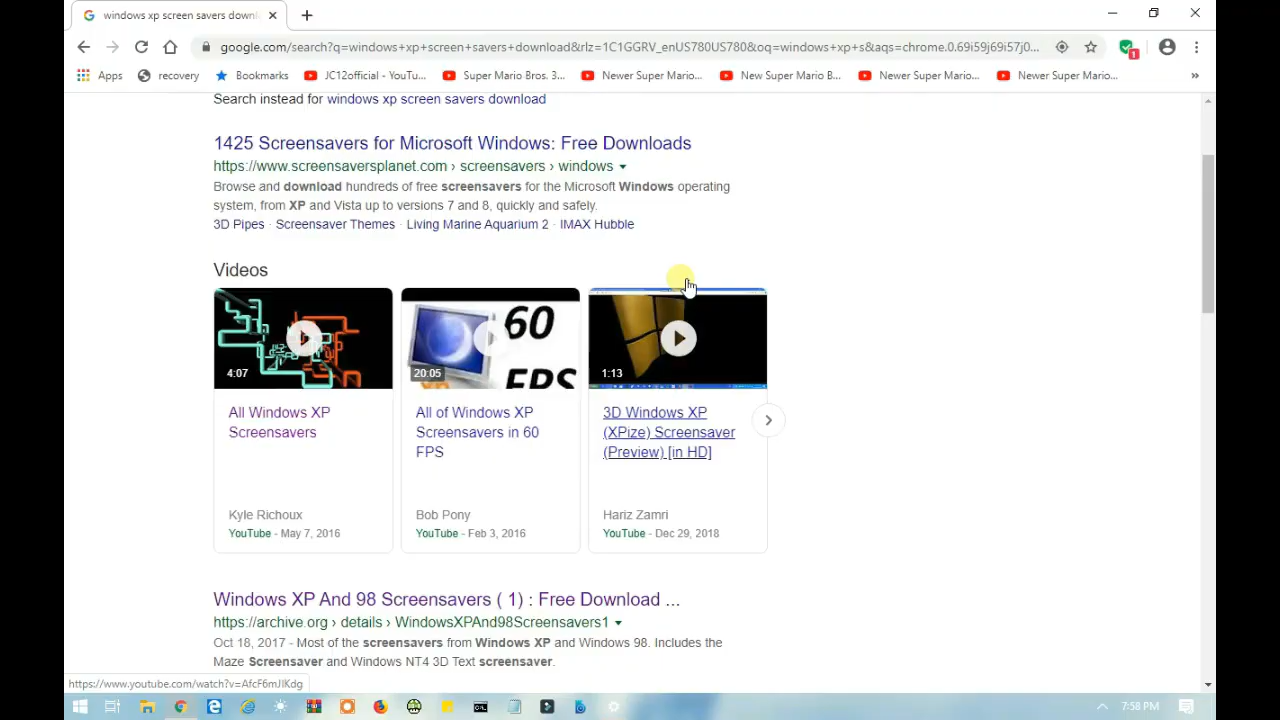 windows xp screen savers downl
google.com/search?q=windows+xp+screen+savers+download&rlz=1C1GGRV_enUS780US780&oq=windows+xp+s&aqs=chrome.0.69i59j69i57j0...
1
Apps
recovery
Bookmarks
JC12official - YouTu...
Super Mario Bros. 3...
Newer Super Mario...
New Super Mario B...
Newer Super Mario...
Newer Super Mario...
Search instead for windows xp screen savers download
1425 Screensavers for Microsoft Windows: Free Downloads
https://www.screensaversplanet.com › screensavers › windows
Browse and download hundreds of free screensavers for the Microsoft Windows operating
system, from XP and Vista up to versions 7 and 8, quickly and safely.
3D Pipes · Screensaver Themes · Living Marine Aquarium 2 · IMAX Hubble
Videos
4:07
60
FPS
20:05
1:13
All Windows XP
Screensavers
Kyle Richoux
YouTube - May 7, 2016
All of Windows XP
Screensavers in 60
FPS
Bob Pony
YouTube - Feb 3, 2016
3D Windows XP
(XPize) Screensaver
(Preview) [in HD]
Hariz Zamri
YouTube - Dec 29, 2018
Windows XP And 98 Screensavers ( 1) : Free Download ...
https://archive.org › details › WindowsXPAnd98Screensavers1
Oct 18, 2017 - Most of the screensavers from Windows XP and Windows 98. Includes the
Maze Screensaver and Windows NT4 3D Text screensaver.
https://www.youtube.com/watch?v=AfcF6mJIKdg
7:58 PM